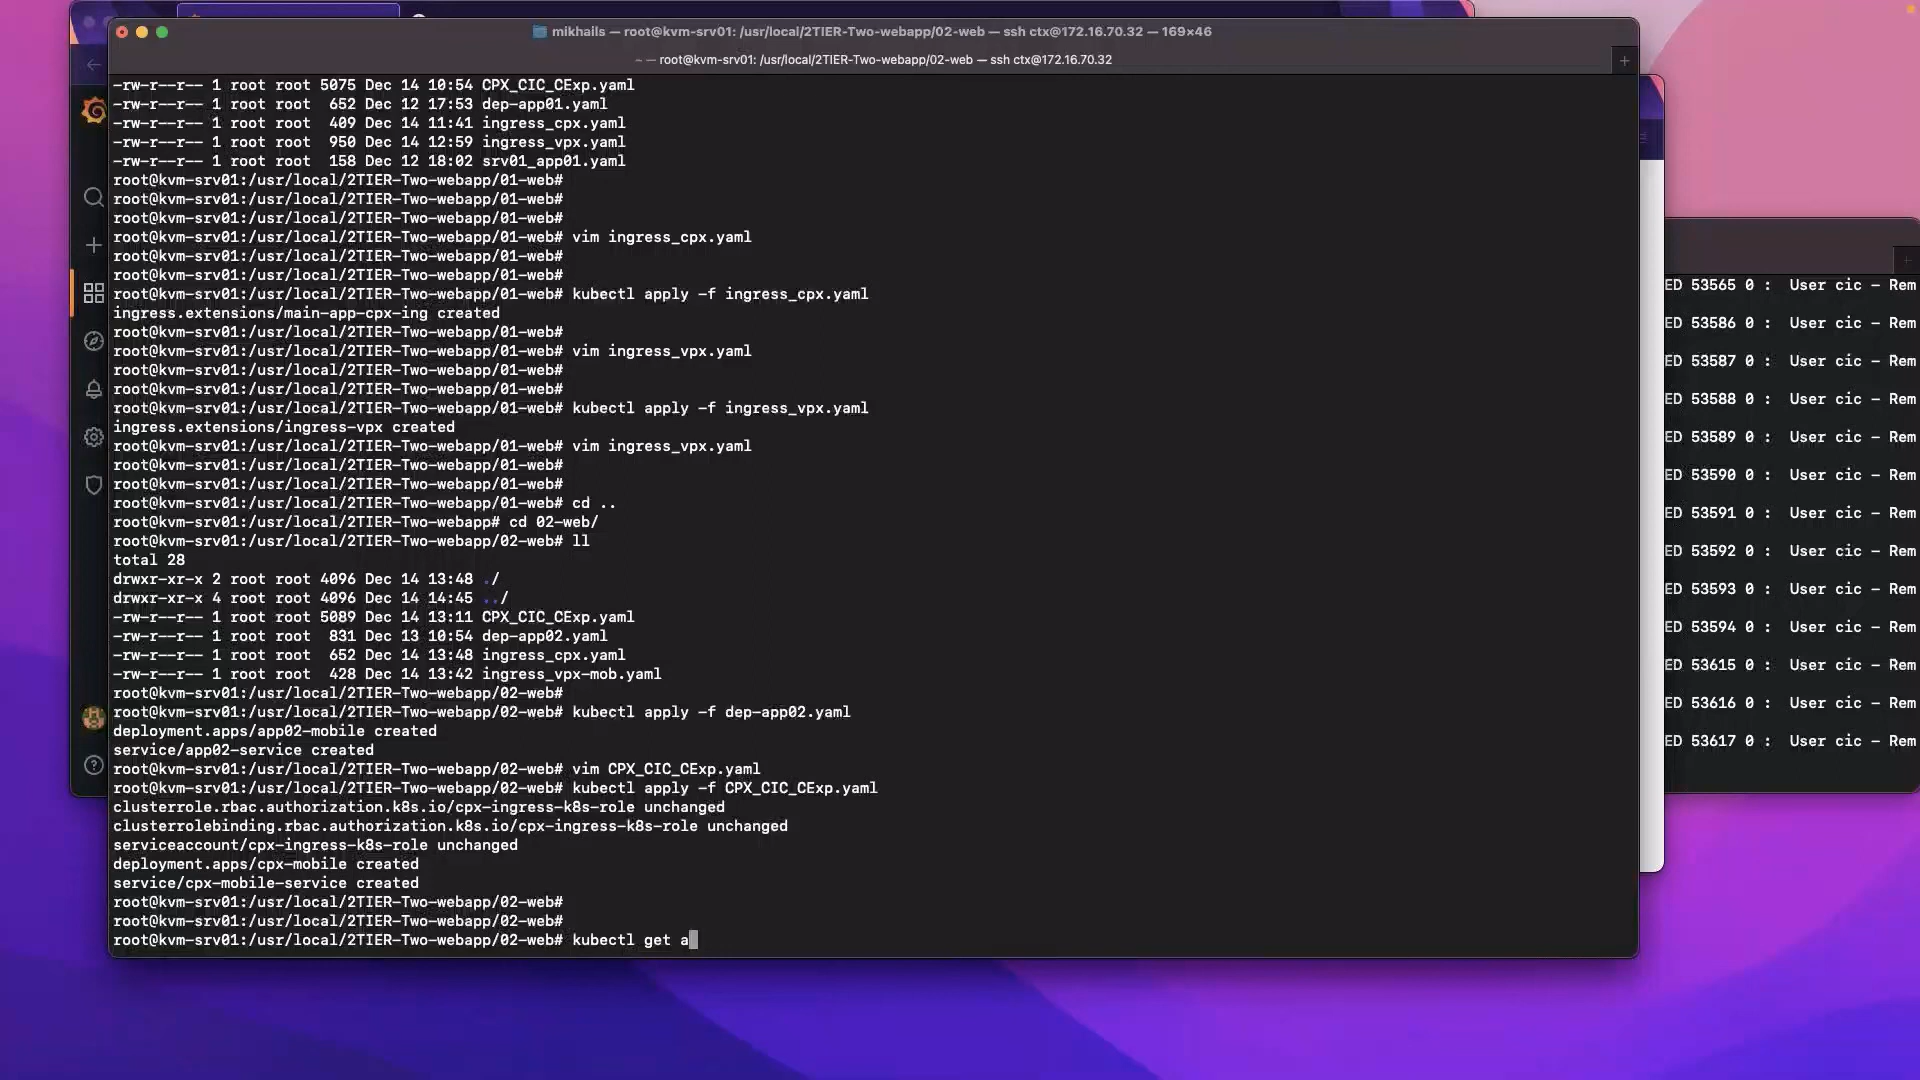 mikhails — root@kvm-srv01: /usr/local/2TIER-Two-webapp/02-web — ssh ctx@172.16.70.32 — 169×46
~ — root@kvm-srv01: /usr/local/2TIER-Two-webapp/02-web — ssh ctx@172.16.70.32
-rw-r--r-- 1 root root 5075 Dec 14 10:54 CPX_CIC_CExp.yaml
-rw-r--r-- 1 root root  652 Dec 12 17:53 dep-app01.yaml
-rw-r--r-- 1 root root  409 Dec 14 11:41 ingress_cpx.yaml
-rw-r--r-- 1 root root  950 Dec 14 12:59 ingress_vpx.yaml
-rw-r--r-- 1 root root  158 Dec 12 18:02 srv01_app01.yaml
root@kvm-srv01:/usr/local/2TIER-Two-webapp/01-web#
root@kvm-srv01:/usr/local/2TIER-Two-webapp/01-web#
root@kvm-srv01:/usr/local/2TIER-Two-webapp/01-web#
root@kvm-srv01:/usr/local/2TIER-Two-webapp/01-web# vim ingress_cpx.yaml
root@kvm-srv01:/usr/local/2TIER-Two-webapp/01-web#
root@kvm-srv01:/usr/local/2TIER-Two-webapp/01-web#
root@kvm-srv01:/usr/local/2TIER-Two-webapp/01-web# kubectl apply -f ingress_cpx.yaml
ingress.extensions/main-app-cpx-ing created
root@kvm-srv01:/usr/local/2TIER-Two-webapp/01-web#
root@kvm-srv01:/usr/local/2TIER-Two-webapp/01-web# vim ingress_vpx.yaml
root@kvm-srv01:/usr/local/2TIER-Two-webapp/01-web#
root@kvm-srv01:/usr/local/2TIER-Two-webapp/01-web#
root@kvm-srv01:/usr/local/2TIER-Two-webapp/01-web# kubectl apply -f ingress_vpx.yaml
ingress.extensions/ingress-vpx created
root@kvm-srv01:/usr/local/2TIER-Two-webapp/01-web# vim ingress_vpx.yaml
root@kvm-srv01:/usr/local/2TIER-Two-webapp/01-web#
root@kvm-srv01:/usr/local/2TIER-Two-webapp/01-web#
root@kvm-srv01:/usr/local/2TIER-Two-webapp/01-web# cd ..
root@kvm-srv01:/usr/local/2TIER-Two-webapp# cd 02-web/
root@kvm-srv01:/usr/local/2TIER-Two-webapp/02-web# ll
total 28
drwxr-xr-x 2 root root 4096 Dec 14 13:48 ./
drwxr-xr-x 4 root root 4096 Dec 14 14:45 ../
-rw-r--r-- 1 root root 5089 Dec 14 13:11 CPX_CIC_CExp.yaml
-rw-r--r-- 1 root root  831 Dec 13 10:54 dep-app02.yaml
-rw-r--r-- 1 root root  652 Dec 14 13:48 ingress_cpx.yaml
-rw-r--r-- 1 root root  428 Dec 14 13:42 ingress_vpx-mob.yaml
root@kvm-srv01:/usr/local/2TIER-Two-webapp/02-web#
root@kvm-srv01:/usr/local/2TIER-Two-webapp/02-web# kubectl apply -f dep-app02.yaml
deployment.apps/app02-mobile created
service/app02-service created
root@kvm-srv01:/usr/local/2TIER-Two-webapp/02-web# vim CPX_CIC_CExp.yaml
root@kvm-srv01:/usr/local/2TIER-Two-webapp/02-web# kubectl apply -f CPX_CIC_CExp.yaml
clusterrole.rbac.authorization.k8s.io/cpx-ingress-k8s-role unchanged
clusterrolebinding.rbac.authorization.k8s.io/cpx-ingress-k8s-role unchanged
serviceaccount/cpx-ingress-k8s-role unchanged
deployment.apps/cpx-mobile created
service/cpx-mobile-service created
root@kvm-srv01:/usr/local/2TIER-Two-webapp/02-web#
root@kvm-srv01:/usr/local/2TIER-Two-webapp/02-web#
root@kvm-srv01:/usr/local/2TIER-Two-webapp/02-web# kubectl get a
ED 53565 0 :  User cic - Rem
ED 53586 0 :  User cic - Rem
ED 53587 0 :  User cic - Rem
ED 53588 0 :  User cic - Rem
ED 53589 0 :  User cic - Rem
ED 53590 0 :  User cic - Rem
ED 53591 0 :  User cic - Rem
ED 53592 0 :  User cic - Rem
ED 53593 0 :  User cic - Rem
ED 53594 0 :  User cic - Rem
ED 53615 0 :  User cic - Rem
ED 53616 0 :  User cic - Rem
ED 53617 0 :  User cic - Rem